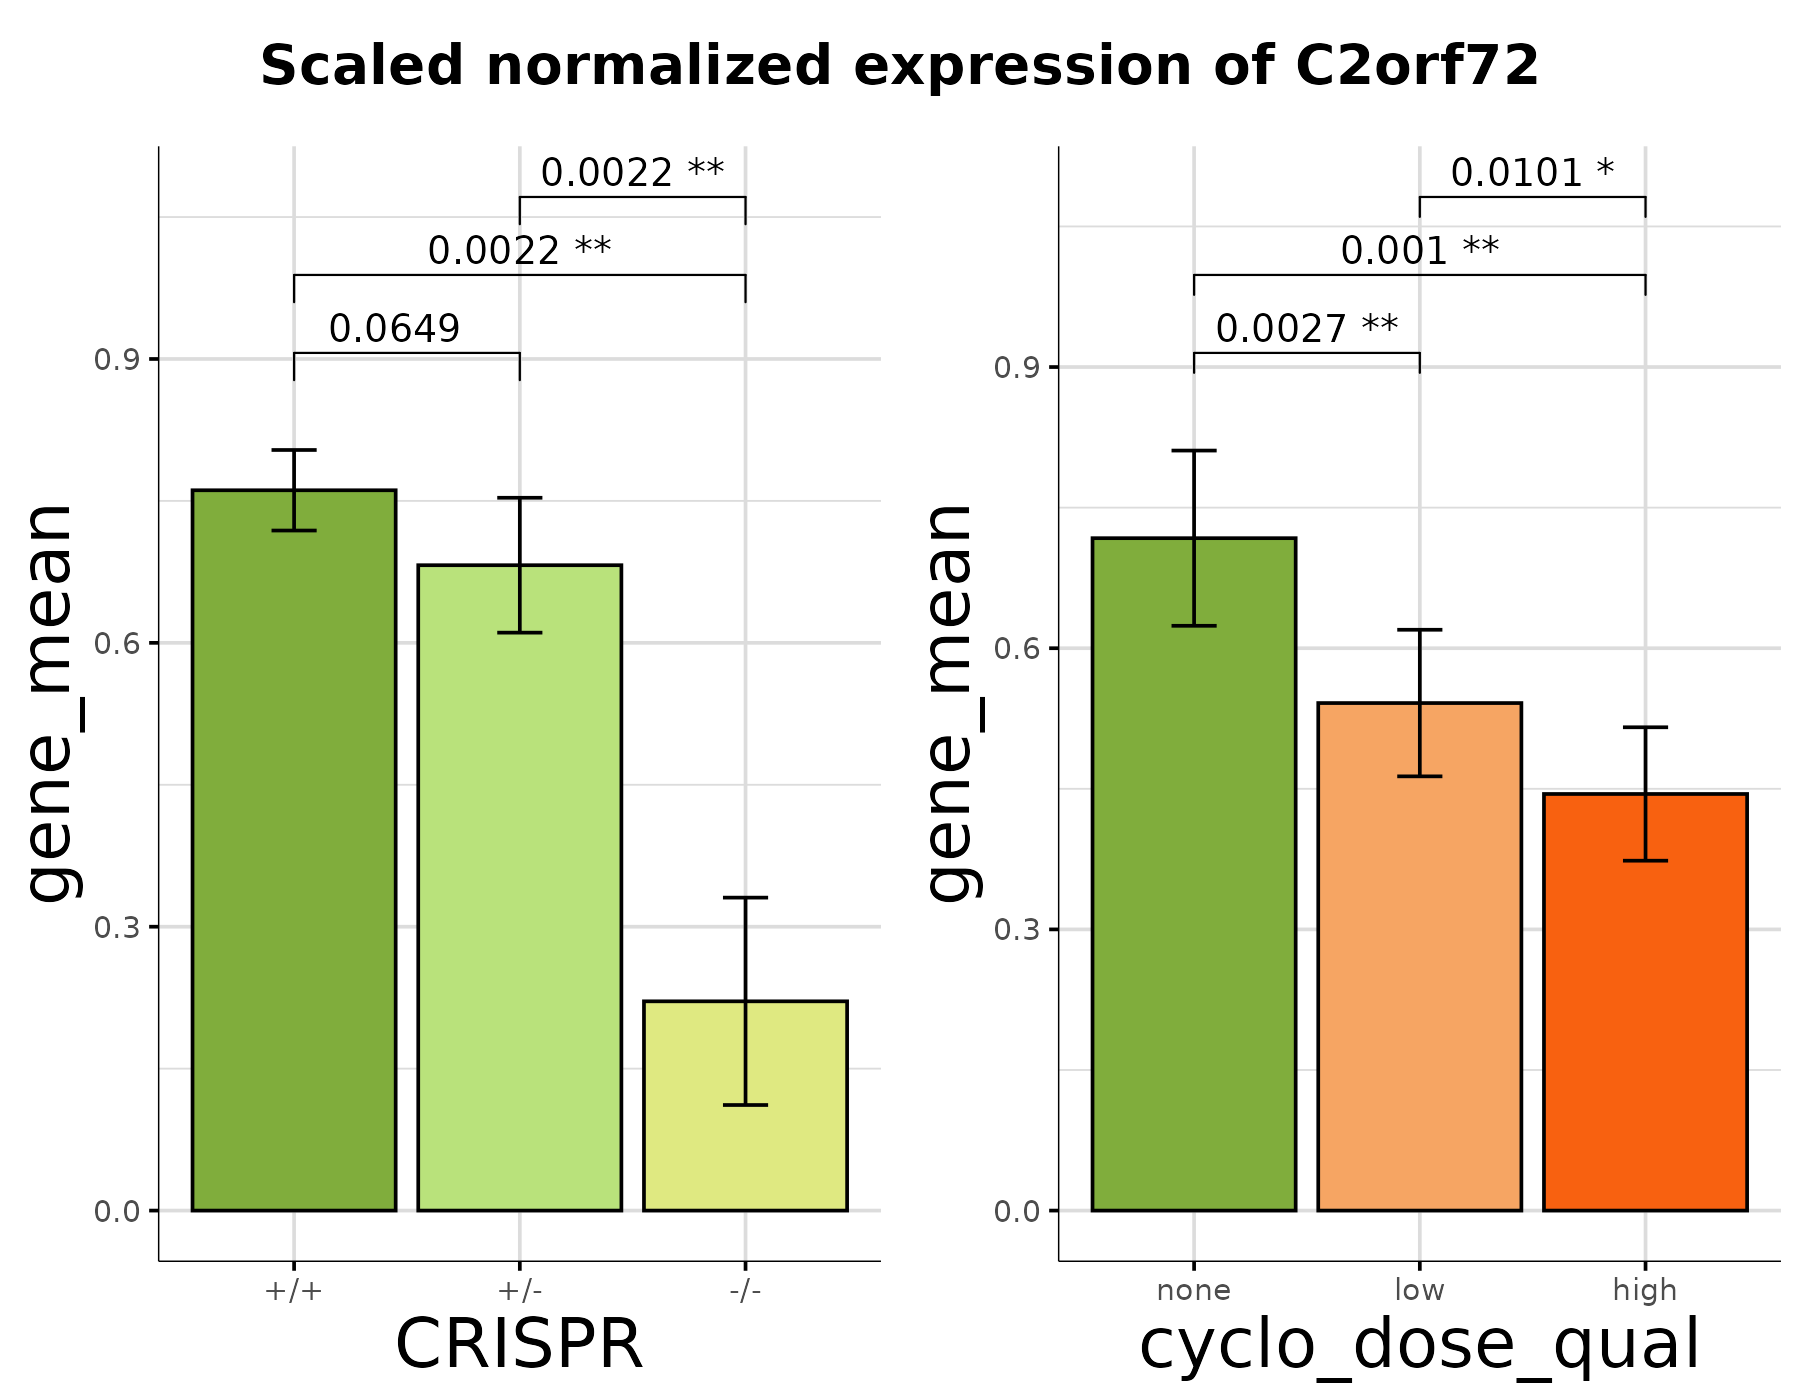 Scaled normalized expression of C2orf72
gene_mean
0.9
0.6
0.3
0.0
0.0022 **
0.0022 **
0.0649
+/+ +/- -/-
CRISPR
gene_mean
0.9
0.6
0.3
0.0
0.0101 *
0.001 **
0.0027 **
none low high
cyclo_dose_qual